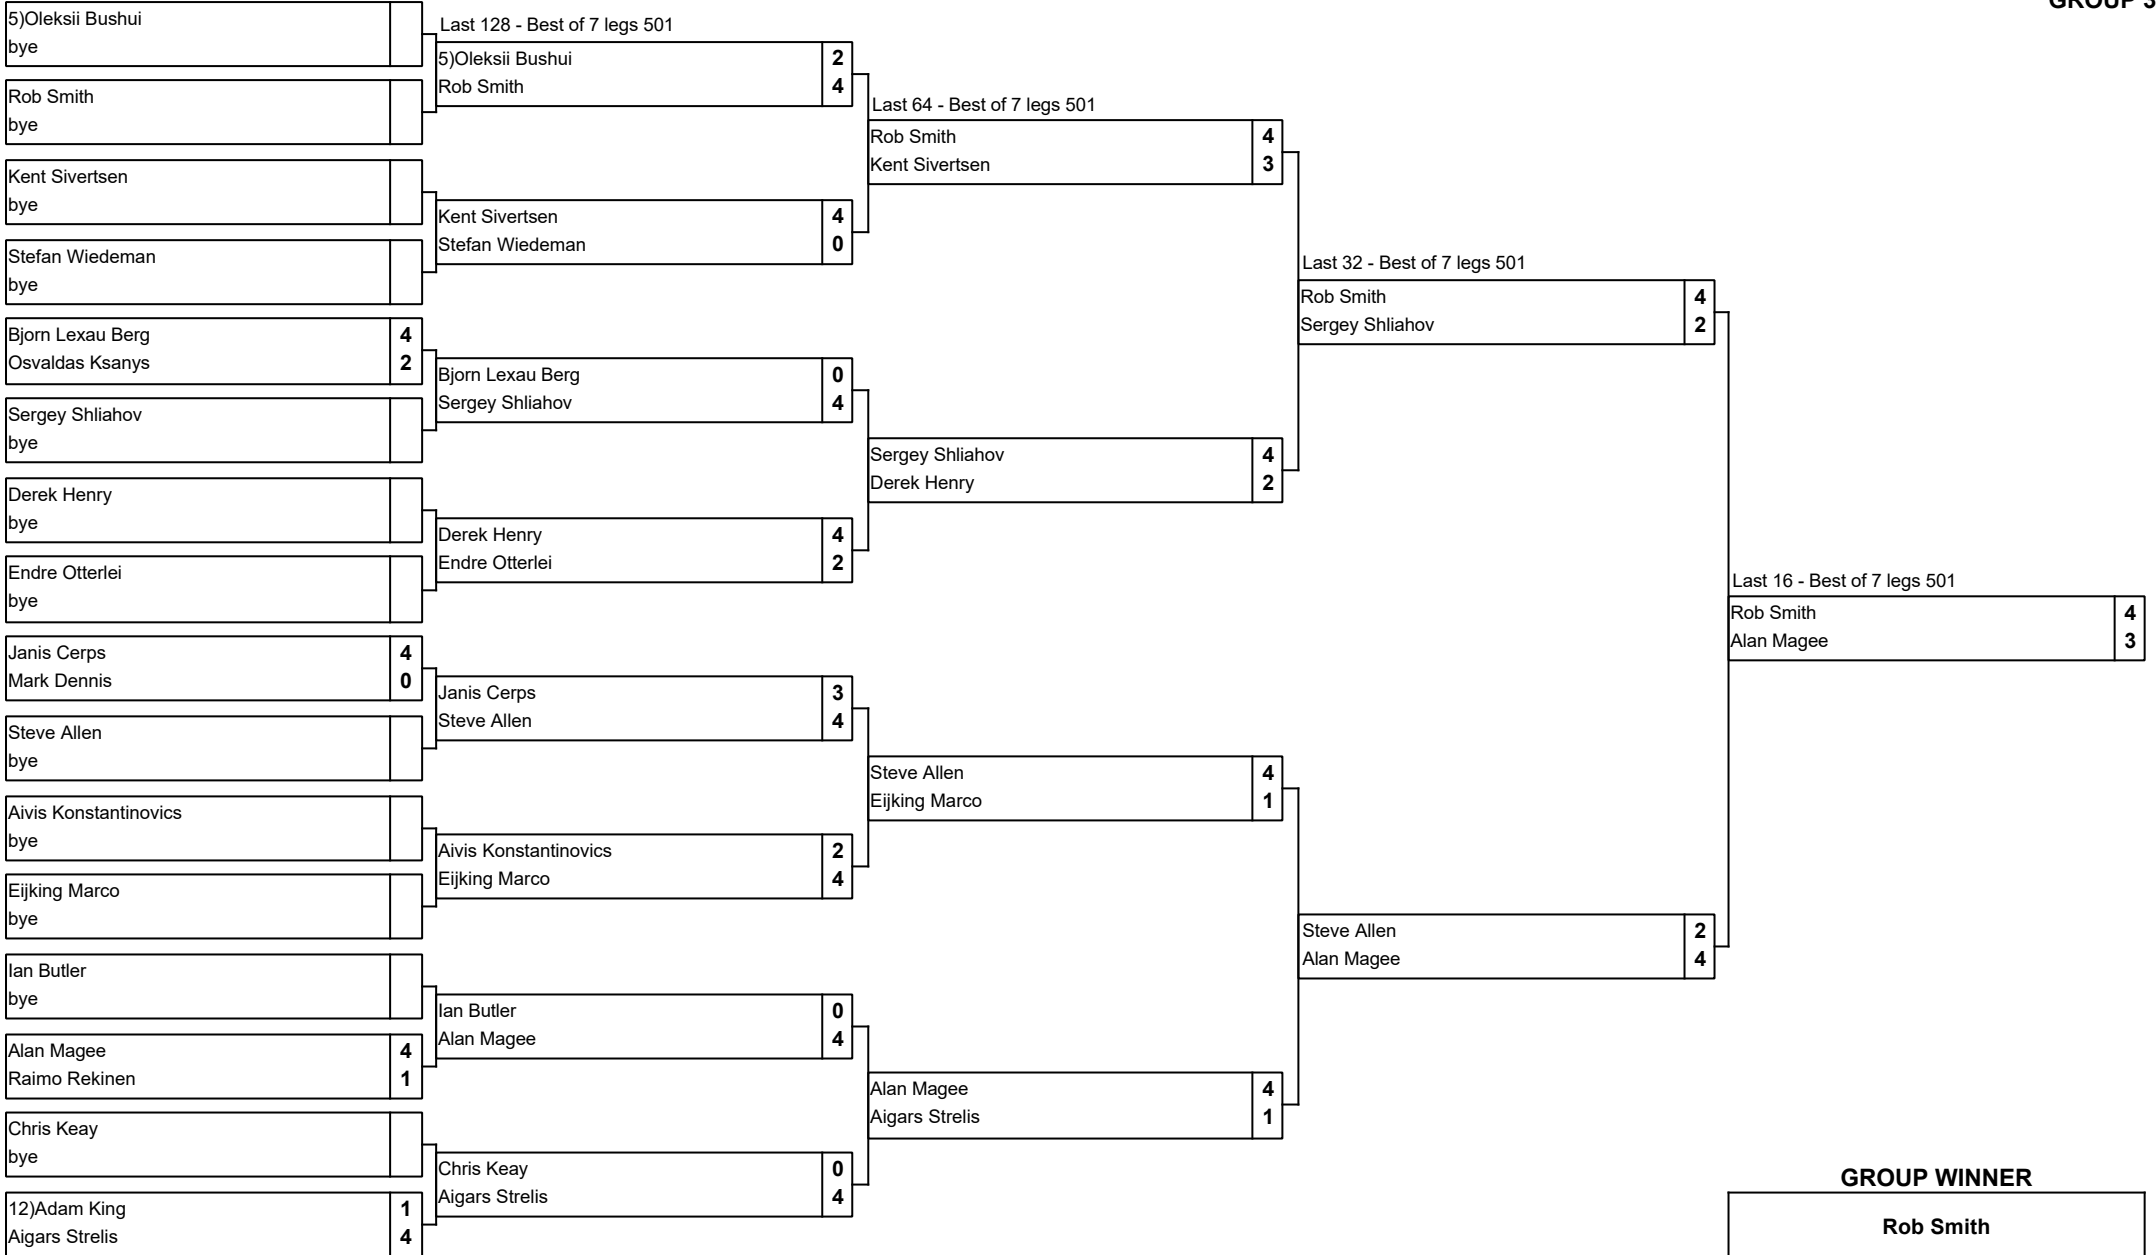 GROUP 3
5)Oleksii Bushui
bye
Rob Smith
bye
Kent Sivertsen
bye
Stefan Wiedeman
bye
Bjorn Lexau Berg 4
Osvaldas Ksanys 2
Sergey Shliahov
bye
Derek Henry
bye
Endre Otterlei
bye
Janis Cerps 4
Mark Dennis 0
Steve Allen
bye
Aivis Konstantinovics
bye
Eijking Marco
bye
Ian Butler
bye
Alan Magee 4
Raimo Rekinen 1
Chris Keay
bye
12)Adam King 1
Aigars Strelis 4
Last 128 - Best of 7 legs 501
5)Oleksii Bushui 2
Rob Smith 4
Kent Sivertsen 4
Stefan Wiedeman 0
Bjorn Lexau Berg 0
Sergey Shliahov 4
Derek Henry 4
Endre Otterlei 2
Janis Cerps 3
Steve Allen 4
Aivis Konstantinovics 2
Eijking Marco 4
Ian Butler 0
Alan Magee 4
Chris Keay 0
Aigars Strelis 4
Last 64 - Best of 7 legs 501
Rob Smith 4
Kent Sivertsen 3
Sergey Shliahov 4
Derek Henry 2
Steve Allen 4
Eijking Marco 1
Alan Magee 4
Aigars Strelis 1
Last 32 - Best of 7 legs 501
Rob Smith 4
Sergey Shliahov 2
Steve Allen 2
Alan Magee 4
Last 16 - Best of 7 legs 501
Rob Smith 4
Alan Magee 3
GROUP WINNER
Rob Smith